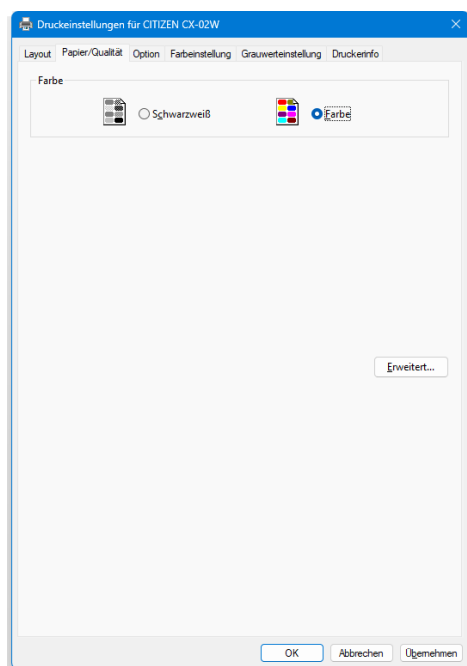 Druckeinstellungen für CITIZEN CX-02W
Layout Papier/Qualität Option Farbeinstellung Grauwerteinstellung Druckerinfo
Farbe
Schwarzweiß Farbe
Erweitert...
OK Abbrechen Übernehmen